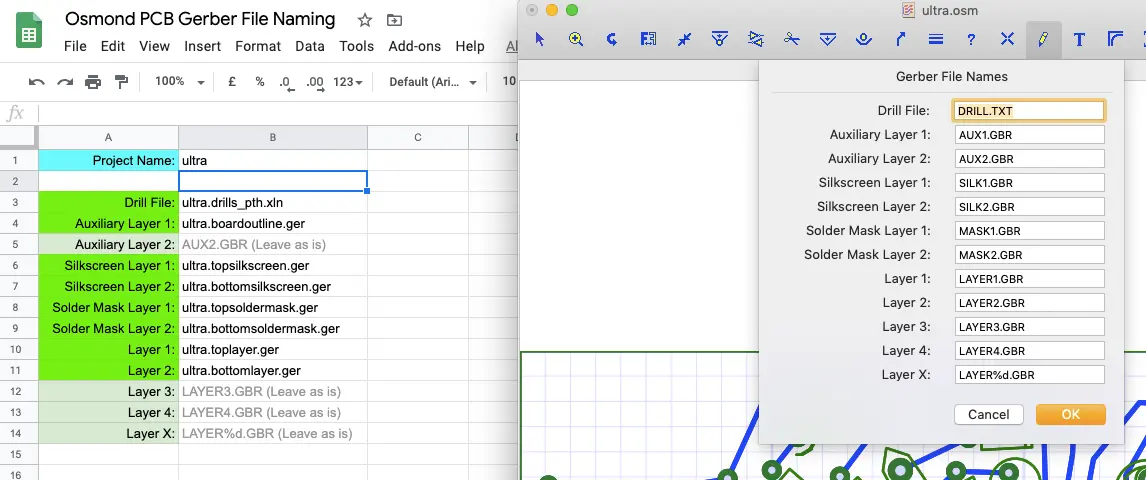 Osmond PCB Gerber File Naming
File Edit View Insert Format Data Tools Add-ons Help
100% £ % .0 .00 123 Default (Ari... 10
fx
A B C
1 Project Name: ultra
2
3 Drill File: ultra.drills_pth.xln
4 Auxiliary Layer 1: ultra.boardoutline.ger
5 Auxiliary Layer 2: AUX2.GBR (Leave as is)
6 Silkscreen Layer 1: ultra.topsilkscreen.ger
7 Silkscreen Layer 2: ultra.bottomsilkscreen.ger
8 Solder Mask Layer 1: ultra.topsoldermask.ger
9 Solder Mask Layer 2: ultra.bottomsoldermask.ger
10 Layer 1: ultra.toplayer.ger
11 Layer 2: ultra.bottomlayer.ger
12 Layer 3: LAYER3.GBR (Leave as is)
13 Layer 4: LAYER4.GBR (Leave as is)
14 Layer X: LAYER%d.GBR (Leave as is)
15
16
ultra.osm
? T
Gerber File Names
Drill File: DRILL.TXT
Auxiliary Layer 1: AUX1.GBR
Auxiliary Layer 2: AUX2.GBR
Silkscreen Layer 1: SILK1.GBR
Silkscreen Layer 2: SILK2.GBR
Solder Mask Layer 1: MASK1.GBR
Solder Mask Layer 2: MASK2.GBR
Layer 1: LAYER1.GBR
Layer 2: LAYER2.GBR
Layer 3: LAYER3.GBR
Layer 4: LAYER4.GBR
Layer X: LAYER%d.GBR
Cancel OK